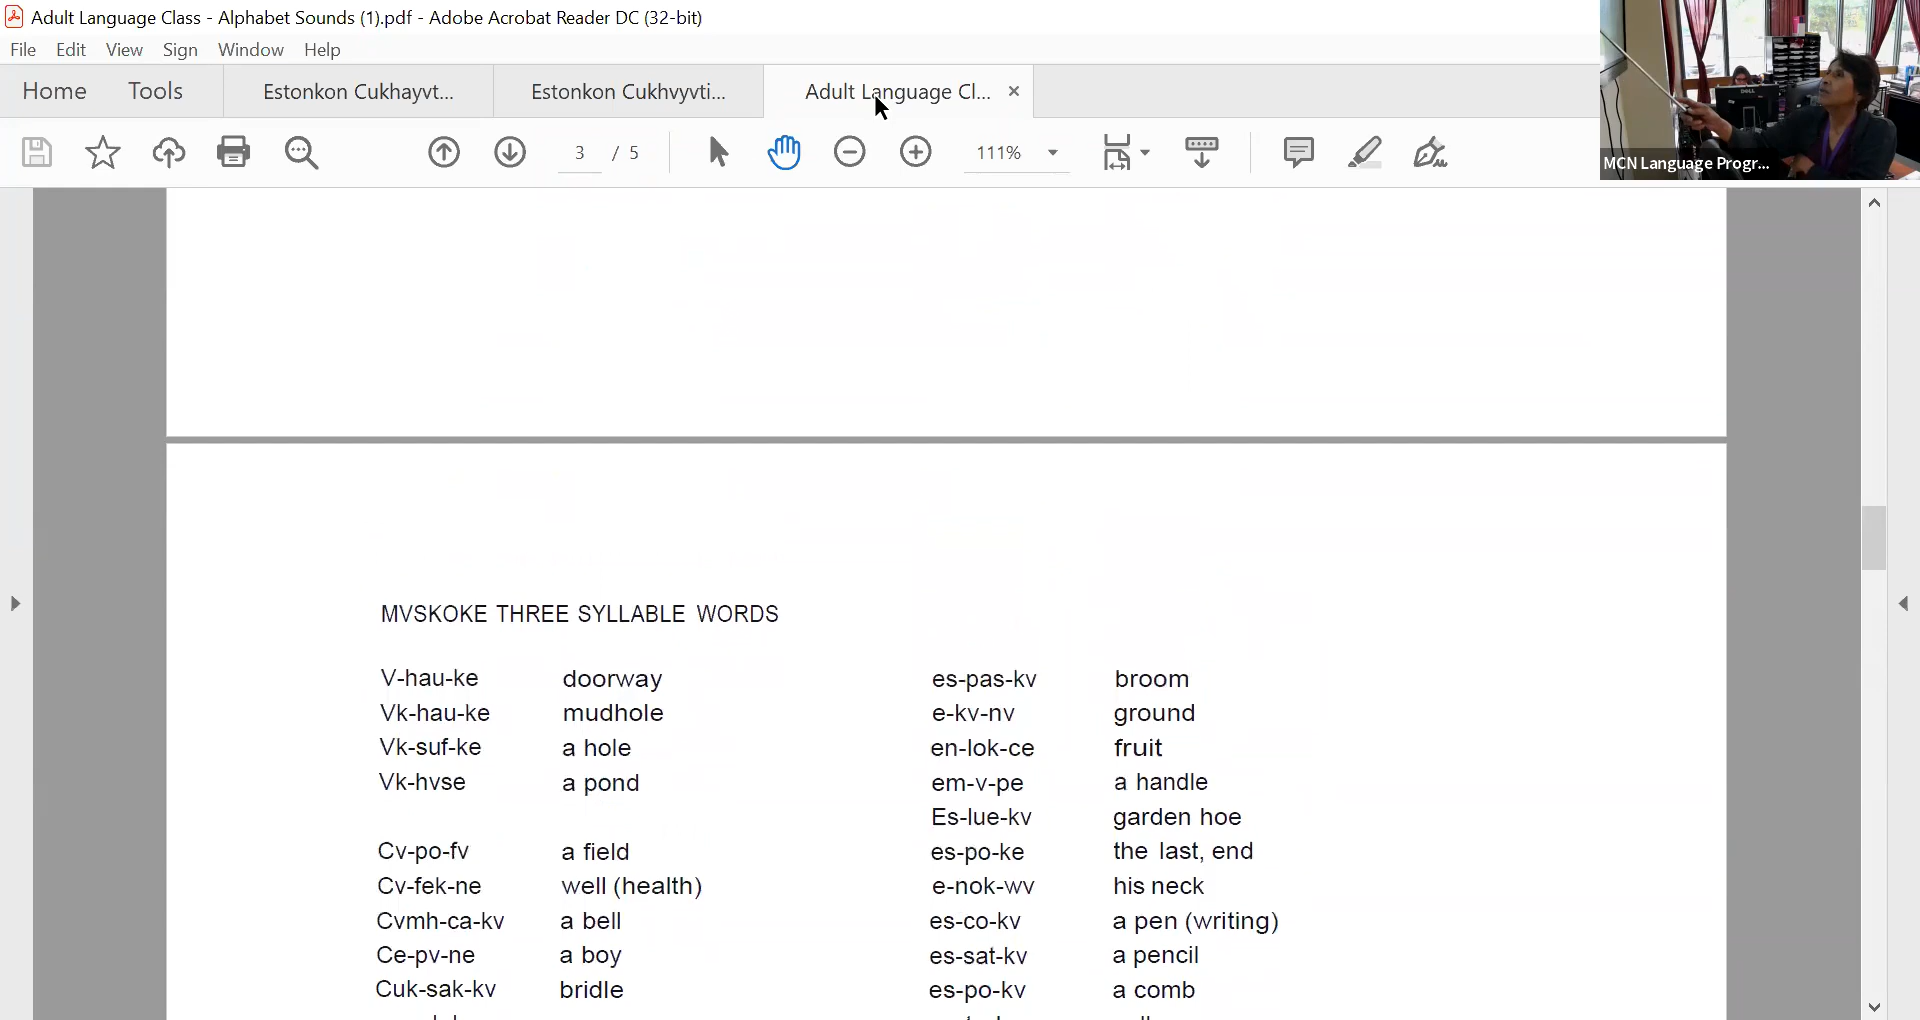 Adult Language Class - Alphabet Sounds (1).pdf - Adobe Acrobat Reader DC (32-bit)
File Edit View Sign Window Help
Home Tools Estonkon Cukhayvt... Estonkon Cukhvyvti... Adult Language Cl...
3 / 5 111%
MCN Language Progr...
MVSKOKE THREE SYLLABLE WORDS
V-hau-ke doorway es-pas-kv broom
Vk-hau-ke mudhole e-kv-nv ground
Vk-suf-ke a hole en-lok-ce fruit
Vk-hvse a pond em-v-pe a handle
Es-lue-kv garden hoe
Cv-po-fv a field es-po-ke the last, end
Cv-fek-ne well (health) e-nok-wv his neck
Cvmh-ca-kv a bell es-co-kv a pen (writing)
Ce-pv-ne a boy es-sat-kv a pencil
Cuk-sak-kv bridle es-po-kv a comb